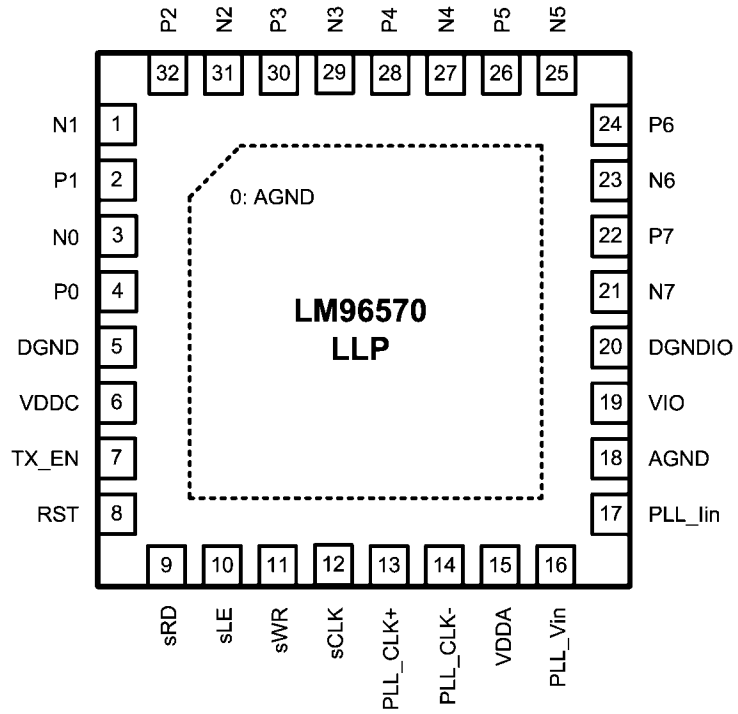 P2 N2 P3 N3 P4 N4 P5 N5
32 31 30 29 28 27 26 25
N1 1 24 P6
P1 2 23 N6
0: AGND
N0 3 22 P7
P0 4 21 N7
LM96570
DGND 5 20 DGNDIO
LLP
VDDC 6 19 VIO
TX_EN 7 18 AGND
RST 8 17 PLL_Iin
9 10 11 12 13 14 15 16
sRD sLE sWR sCLK PLL_CLK+ PLL_CLK- VDDA PLL_Vin